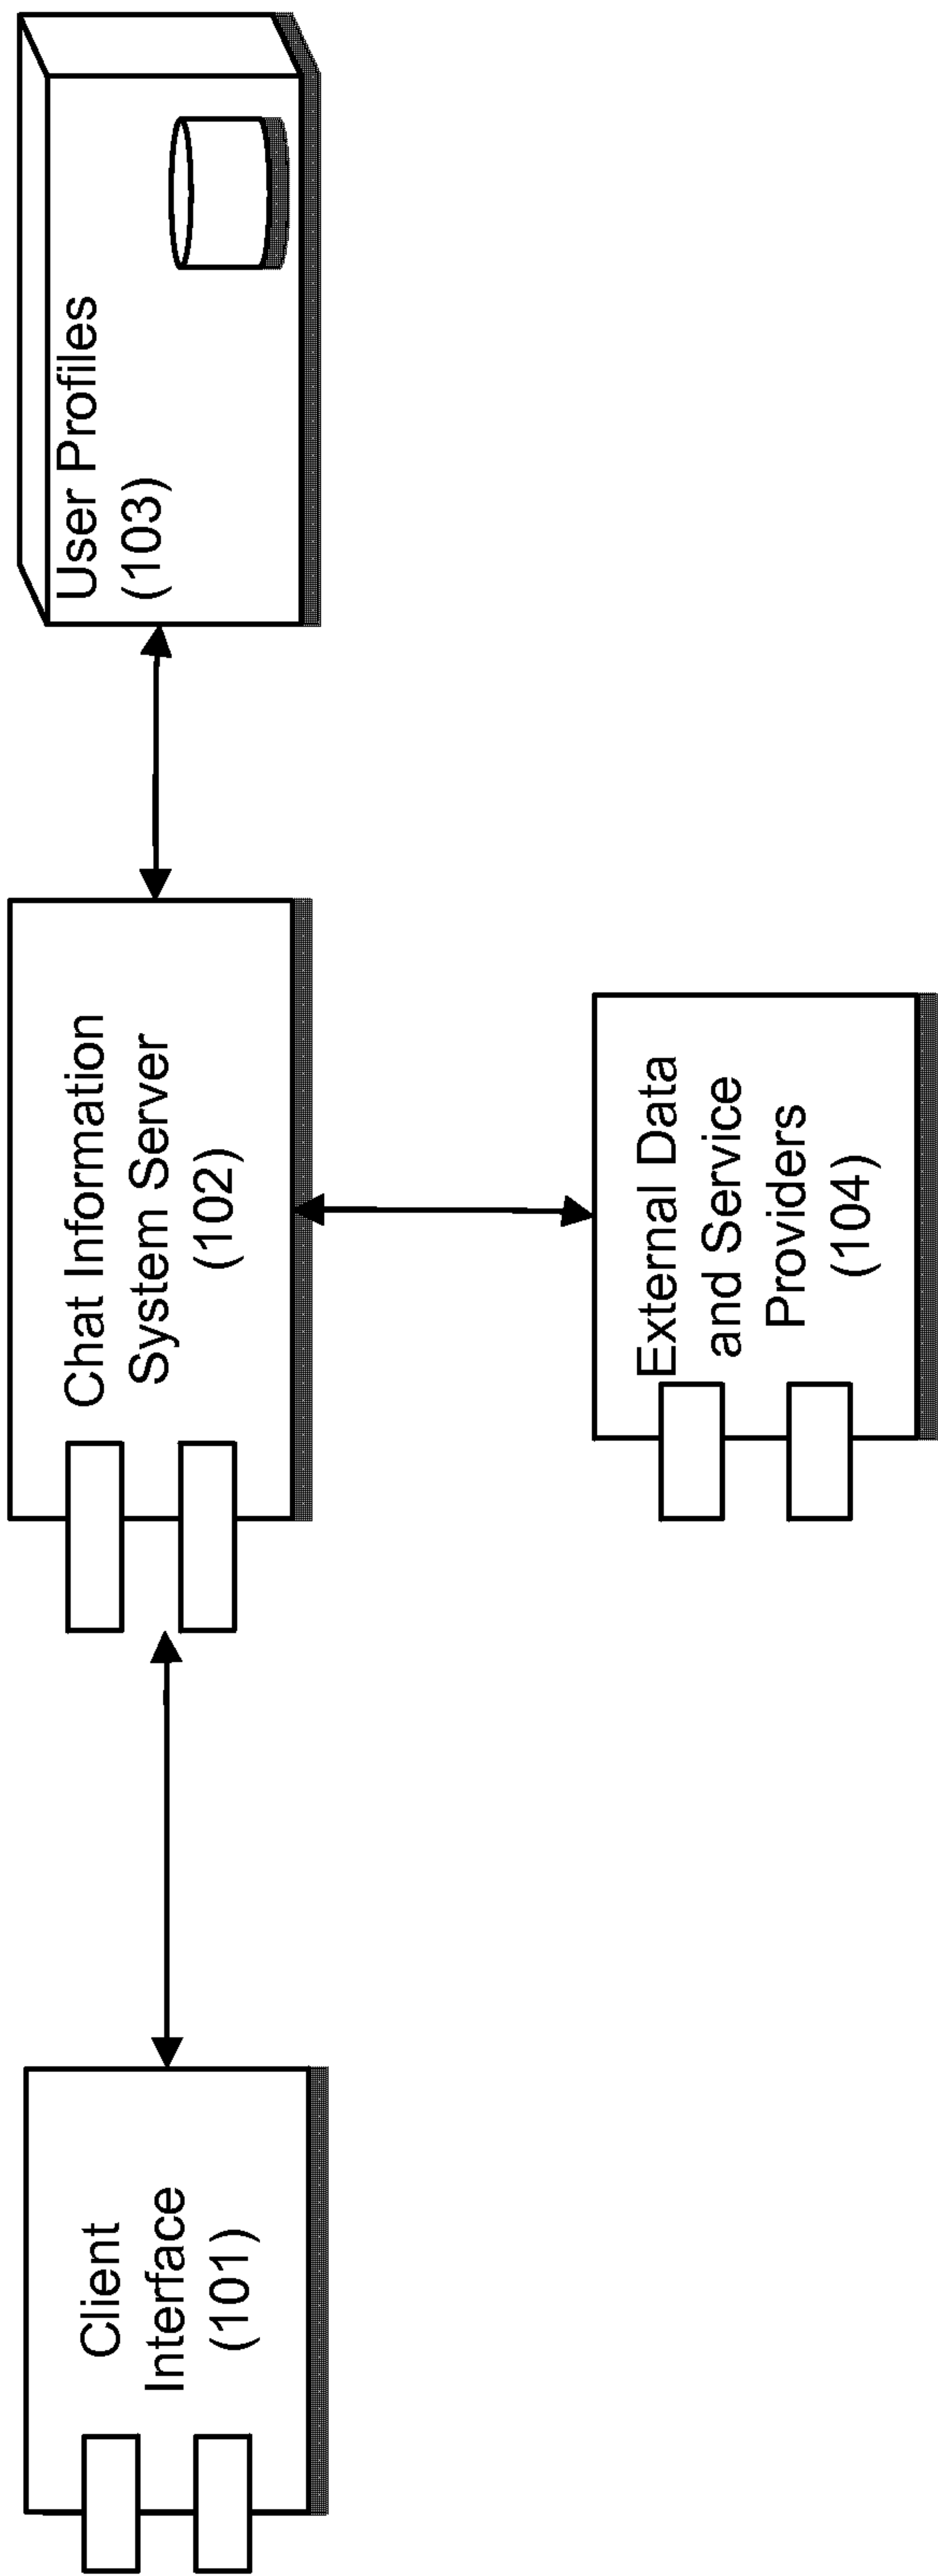 Client
Interface
(101)
Chat Information
System Server
(102)
User Profiles
(103)
External Data
and Service
Providers
(104)